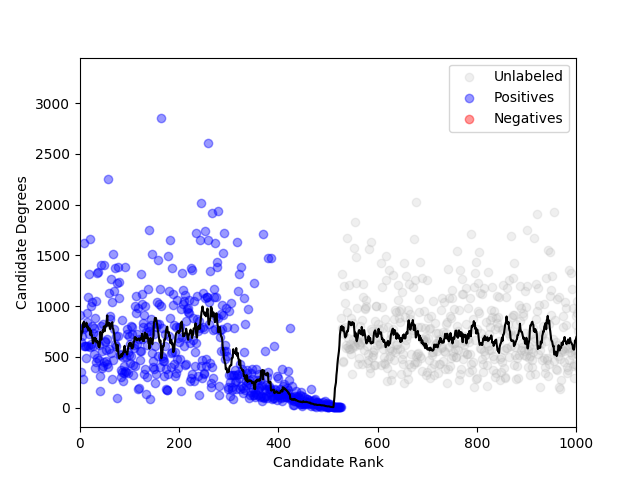 Unlabeled
Positives
Negatives
3000
2500
2000
1500
1000
500
0
Candidate Degrees
0 200 400 600 800 1000
Candidate Rank